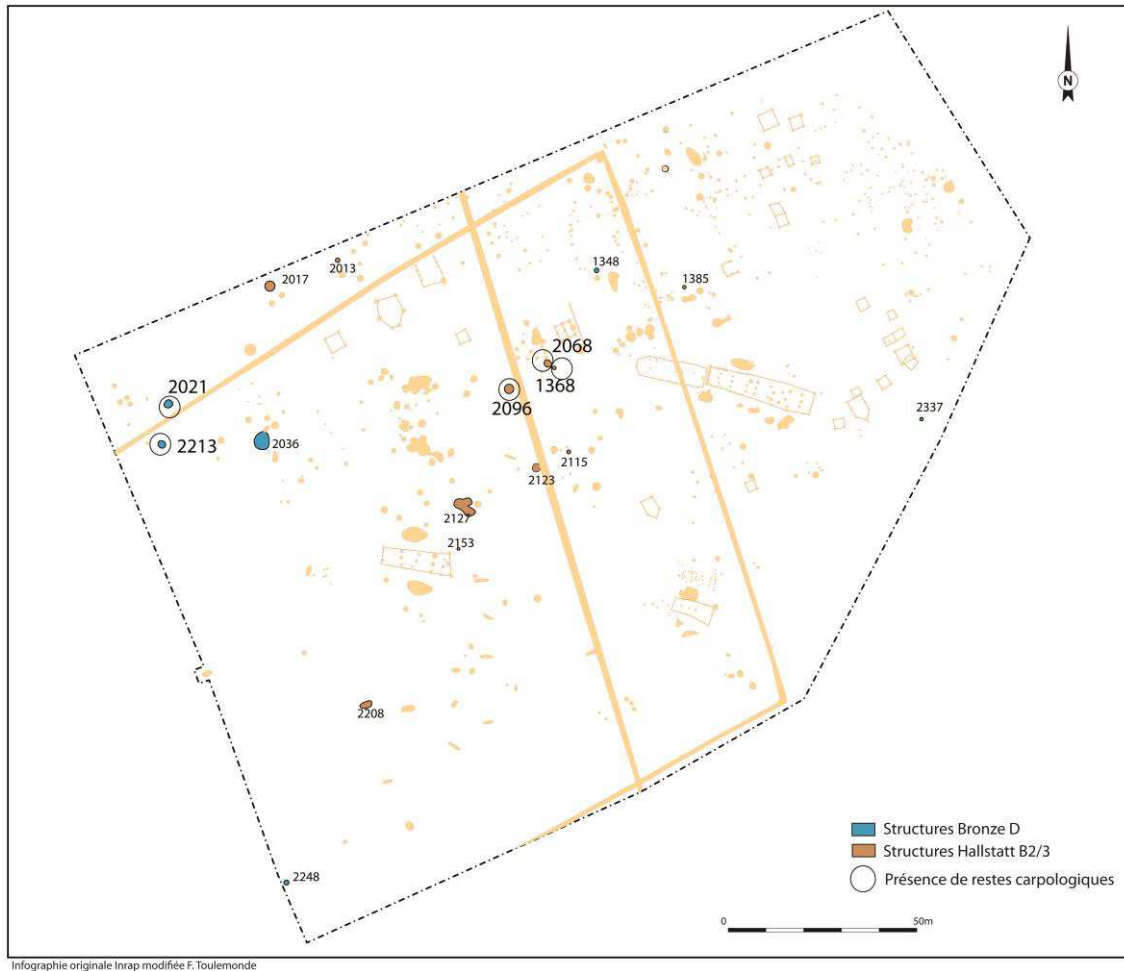 N
2013
2017
1348
1385
2068
1368
2021
2096
2213
2036
2337
2115
2123
2127
2153
2208
2248
Structures Bronze D
Structures Hallstatt B2/3
Présence de restes carpologiques
0 50m
Infographie originale Inrap modifiée F. Toulemonde